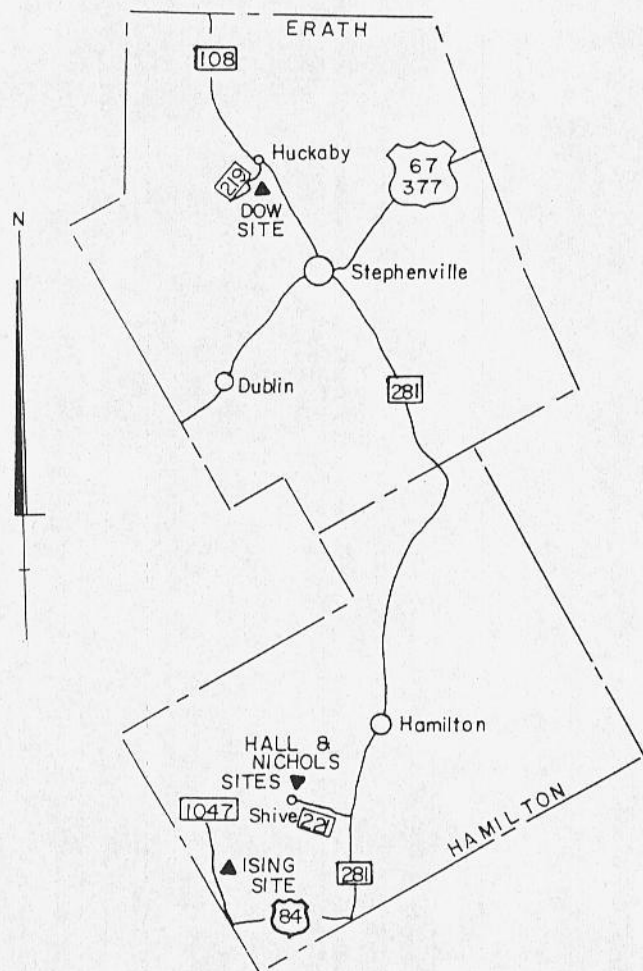 ERATH
108
Huckaby
219
DOW
SITE
67
377
N
Stephenville
Dublin
281
Hamilton
HALL &
NICHOLS
SITES
1047
Shive
221
HAMILTON
ISING
SITE
281
84